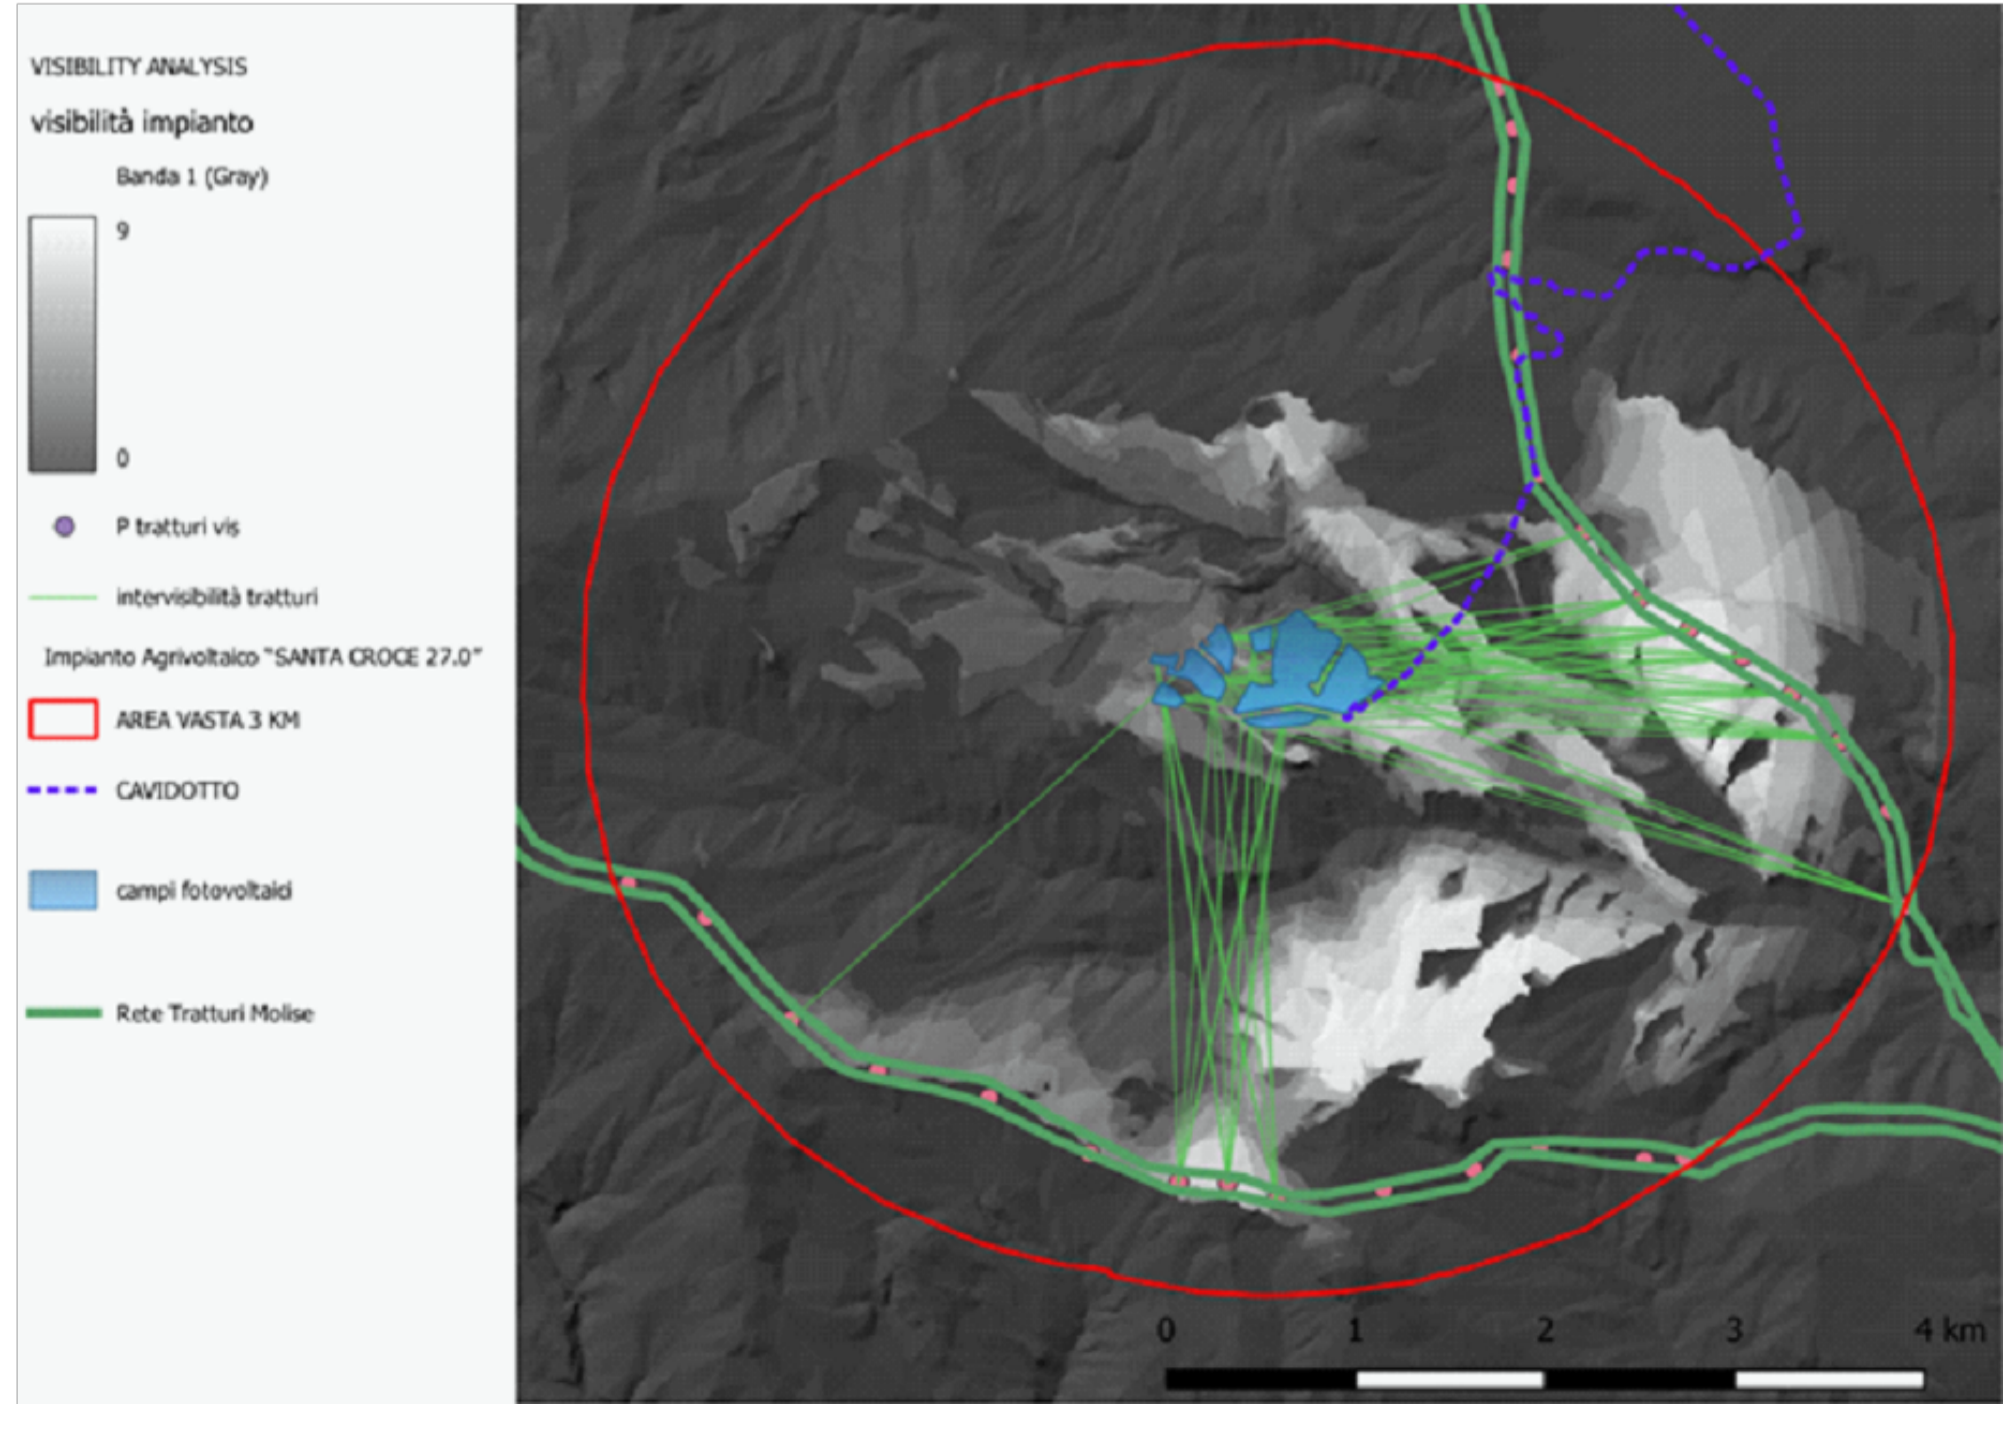 VISIBILITY ANALYSIS
visibilità impianto
Banda 1 (Gray)
9
0
P tratturi vis
intervisibilità tratturi
Impianto Agrivoltaico "SANTA CROCE 27.0"
AREA VASTA 3 KM
CAVIDOTTO
campi fotovoltaici
Rete Tratturi Molise
0 1 2 3 4 km